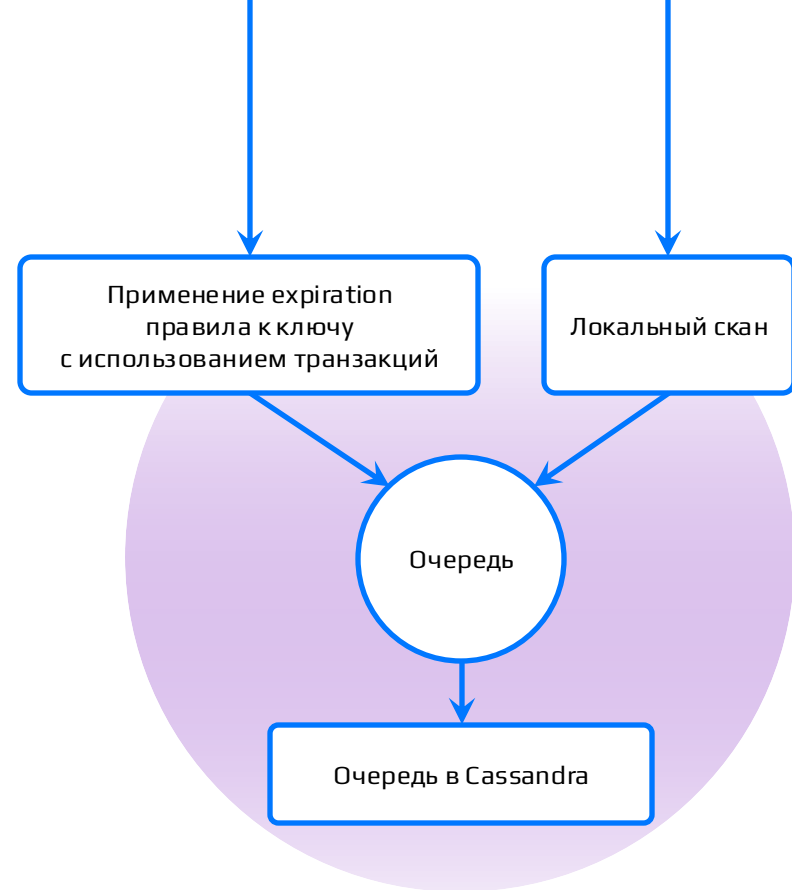 Применение expiration
правила к ключу
с использованием транзакций
Локальный скан
Очередь
Очередь в Cassandra